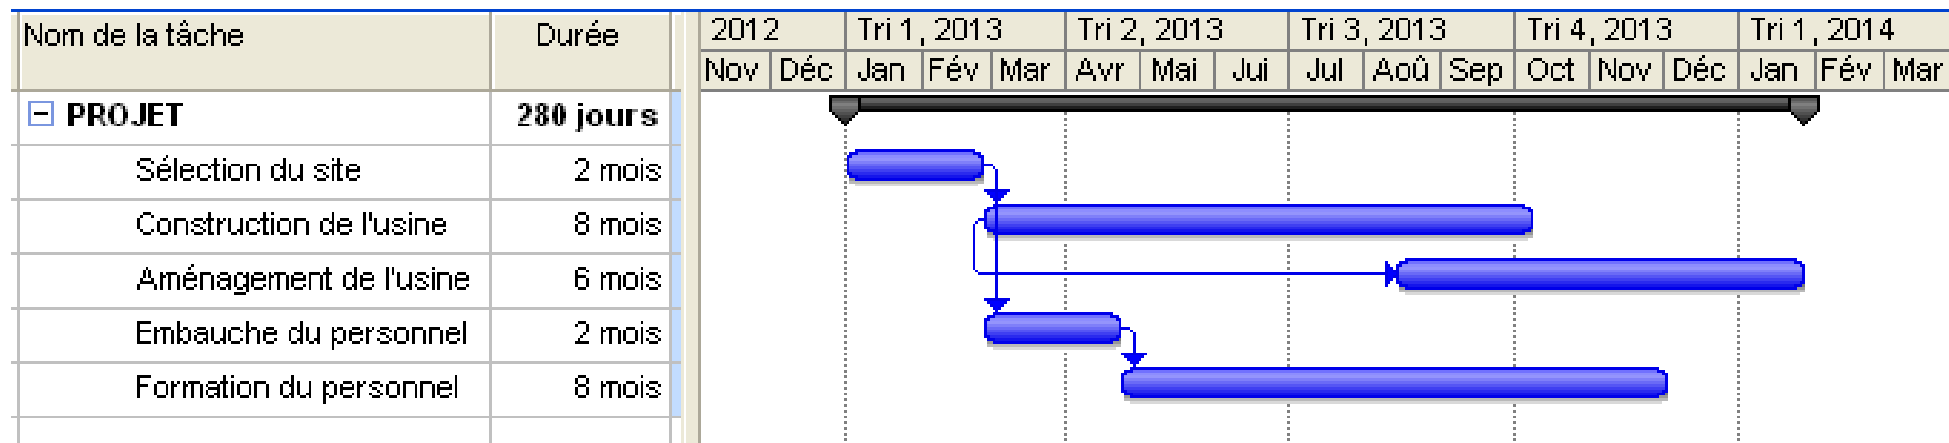 Nom de la tâche Durée 2012 Tri 1, 2013 Tri 2, 2013 Tri 3, 2013 Tri 4, 2013 Tri 1, 2014
Nov Déc Jan Fév Mar Avr Mai Jui Jul Aoû Sep Oct Nov Déc Jan Fév Mar
PROJET 280 jours
Sélection du site 2 mois
Construction de l'usine 8 mois
Aménagement de l'usine 6 mois
Embauche du personnel 2 mois
Formation du personnel 8 mois